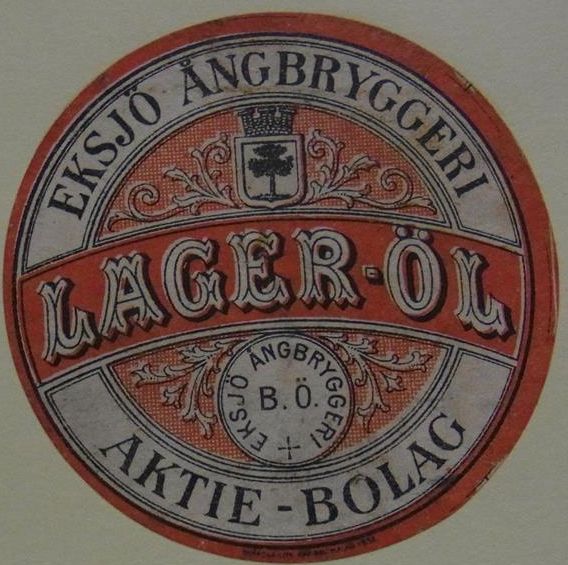 EKSJÖ ÅNGBRYGGERI
LAGER-ÖL
EKSJÖ ÅNGBRYGGERI
B.Ö.
AKTIE-BOLAG